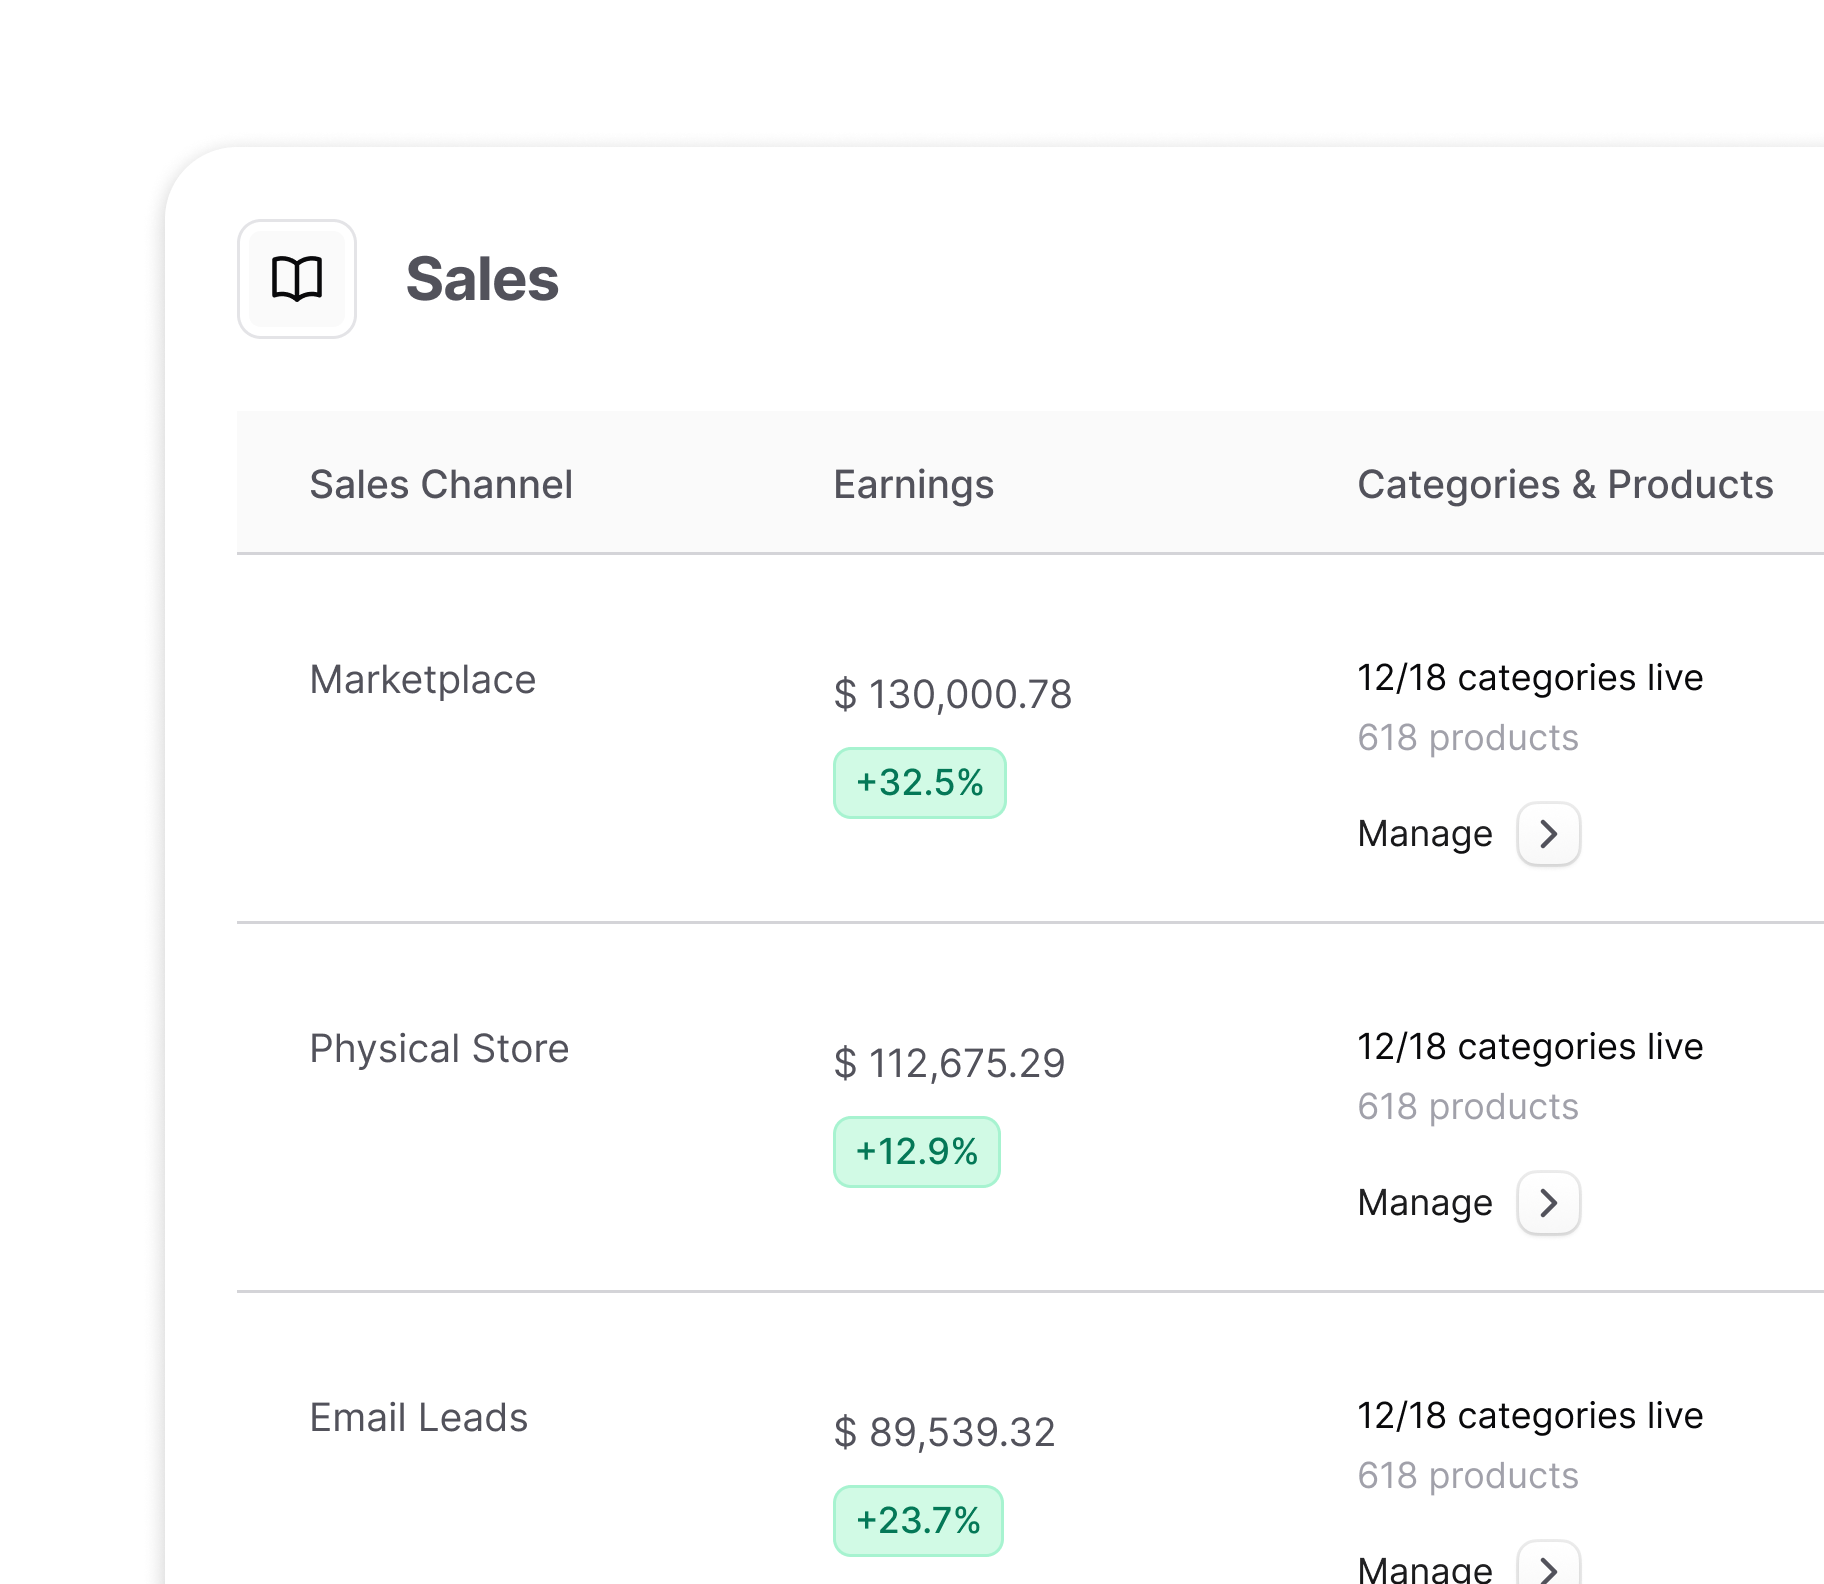 Sales
Sales Channel Earnings Categories & Products
Marketplace
$ 130,000.78
+32.5%
12/18 categories live
618 products
Manage
Physical Store
$ 112,675.29
+12.9%
12/18 categories live
618 products
Manage
Email Leads
$ 89,539.32
+23.7%
12/18 categories live
618 products
Manage